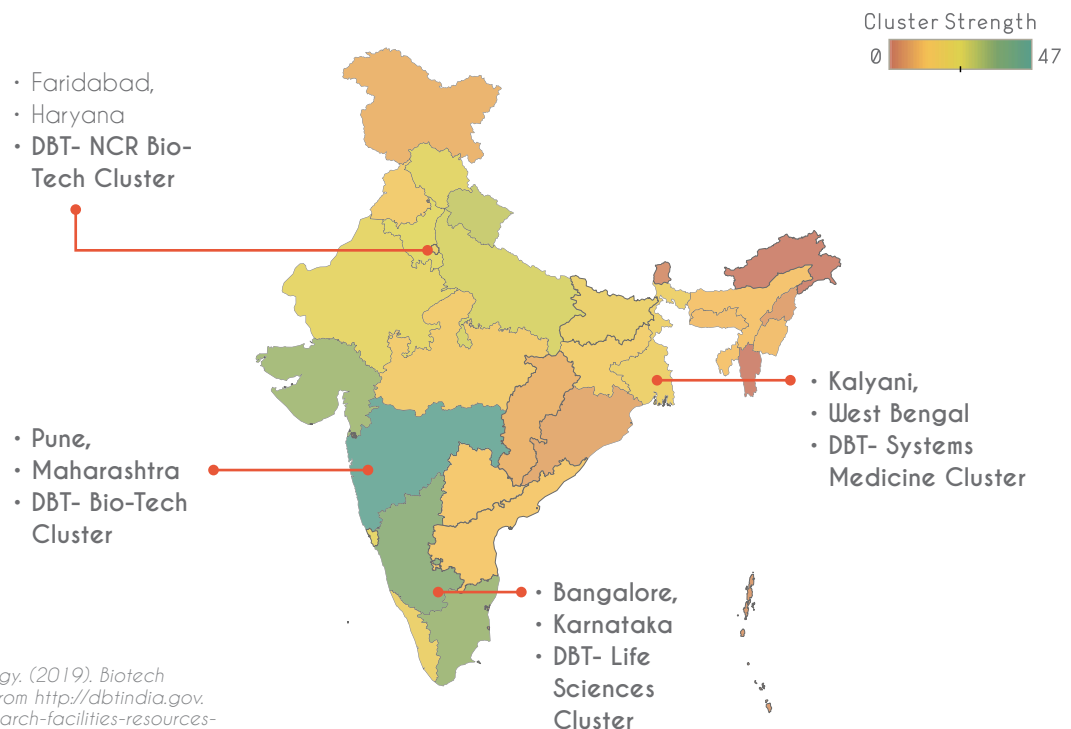 Cluster Strength
0 47
• Faridabad,
• Haryana
• DBT- NCR Bio-
Tech Cluster
• Kalyani,
• West Bengal
• DBT- Systems
Medicine Cluster
• Pune,
• Maharashtra
• DBT- Bio-Tech
Cluster
• Bangalore,
• Karnataka
• DBT- Life
Sciences
Cluster
gy. (2019). Biotech
rom http://dbtindia.gov.
arch-facilities-resources-